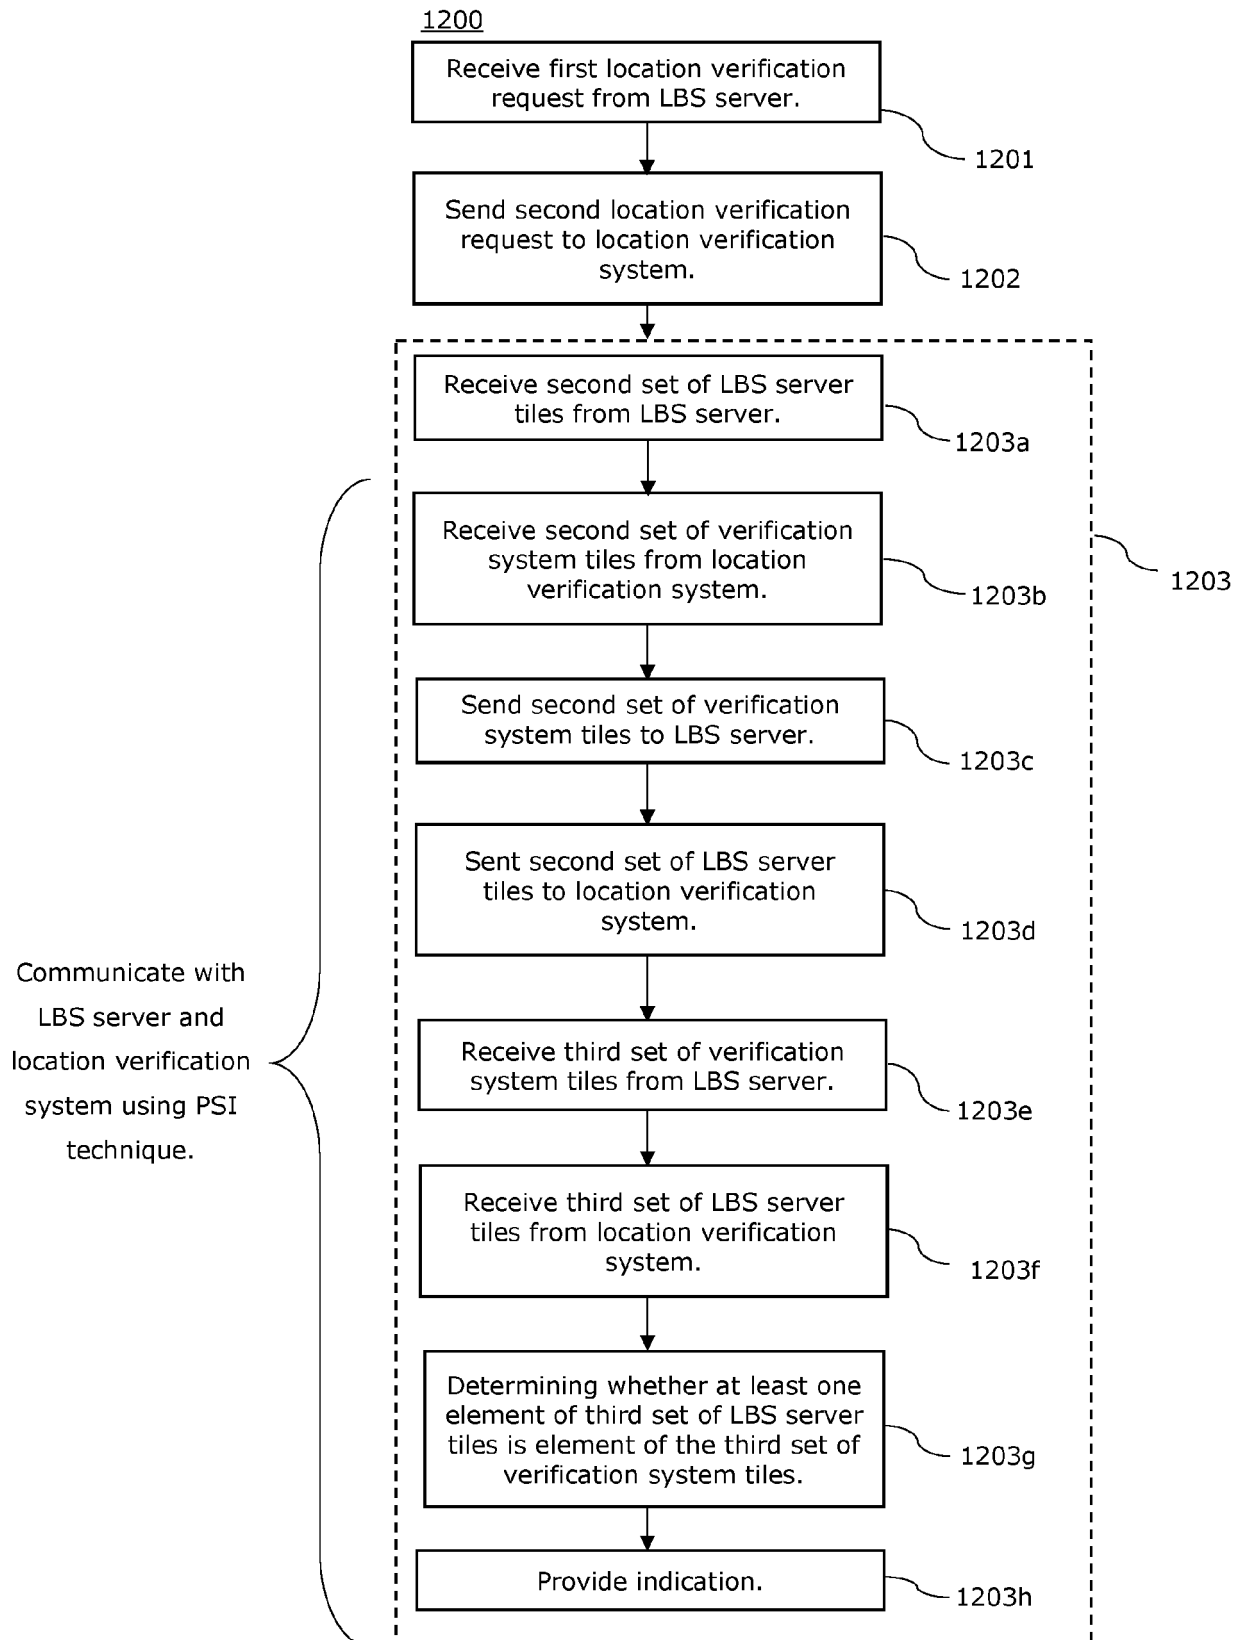 1200
Receive first location verification
request from LBS server.
1201
Send second location verification
request to location verification
system.
1202
Receive second set of LBS server
tiles from LBS server.
1203a
Receive second set of verification
system tiles from location
verification system.
1203b
1203
Send second set of verification
system tiles to LBS server.
1203c
Sent second set of LBS server
tiles to location verification
system.
1203d
Communicate with
LBS server and
location verification
system using PSI
technique.
Receive third set of verification
system tiles from LBS server.
1203e
Receive third set of LBS server
tiles from location verification
system.
1203f
Determining whether at least one
element of third set of LBS server
tiles is element of the third set of
verification system tiles.
1203g
Provide indication.
1203h